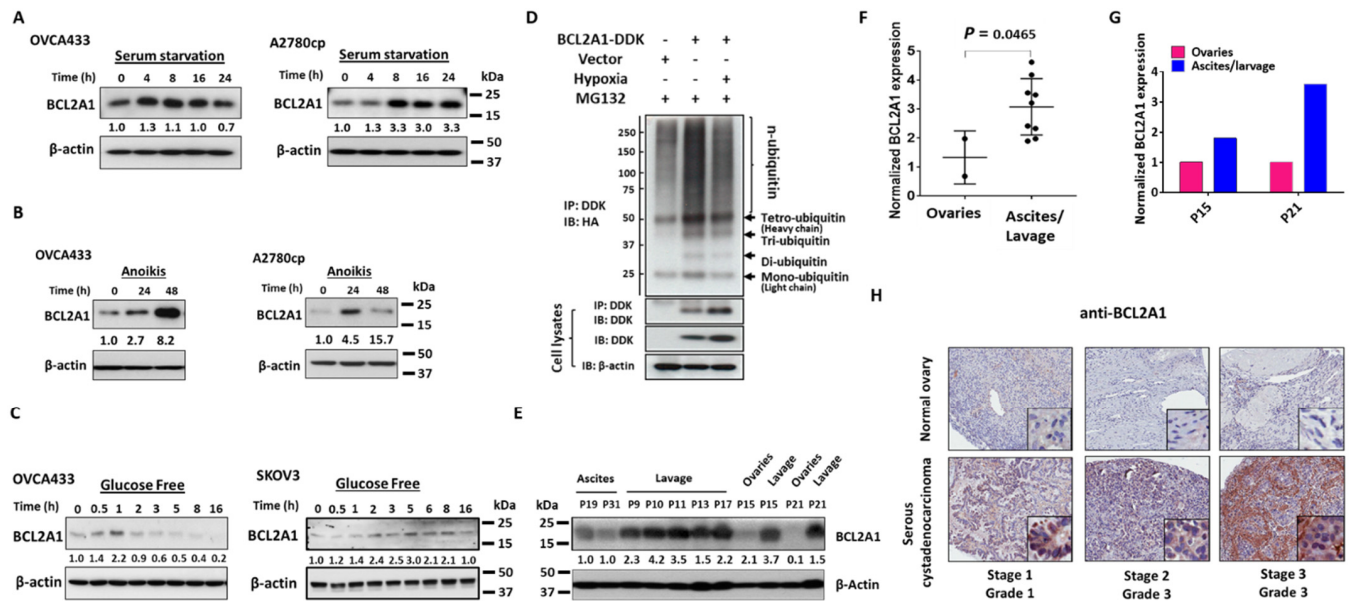 A
OVCA433
Serum starvation
Time (h) 0 4 8 16 24
BCL2A1
1.0 1.3 1.1 1.0 0.7
β-actin
A2780cp
Serum starvation
Time (h) 0 4 8 16 24 kDa
BCL2A1
25
15
1.0 1.3 3.3 3.0 3.3
β-actin
50
37
B
OVCA433
Anoikis
Time (h) 0 24 48
BCL2A1
1.0 2.7 8.2
β-actin
A2780cp
Anoikis
Time (h) 0 24 48 kDa
BCL2A1
25
15
1.0 4.5 15.7
β-actin
50
37
C
OVCA433
Glucose Free
Time (h) 0 0.5 1 2 3 5 8 16
BCL2A1
1.0 1.4 2.2 0.9 0.6 0.5 0.4 0.2
β-actin
SKOV3
Glucose Free
Time (h) 0 0.5 1 2 3 5 6 8 16 kDa
BCL2A1
25
15
1.0 1.2 1.4 2.4 2.5 3.0 2.1 2.1 1.0
β-actin
50
37
D
BCL2A1-DDK - + +
Vector + - -
Hypoxia - - +
MG132 + + +
250
150
100
75
50
37
25
IP: DDK
IB: HA
n-ubiquitin
Tetro-ubiquitin
(Heavy chain)
Tri-ubiquitin
Di-ubiquitin
Mono-ubiquitin
(Light chain)
Cell lysates
IP: DDK
IB: DDK
IB: DDK
IB: β-actin
E
Ascites Lavage Ovaries Lavage Ovaries Lavage
kDa P19 P31 P9 P10 P11 P13 P17 P15 P15 P21 P21
25
15
BCL2A1
1.0 1.0 2.3 4.2 3.5 1.5 2.2 2.1 3.7 0.1 1.5
50
37
β-Actin
F
P = 0.0465
Normalized BCL2A1 expression
5
4
3
2
1
0
Ovaries
Ascites/
Lavage
G
Ovaries
Ascites/larvage
Normalized BCL2A1 expression
4
3
2
1
0
P15
P21
H
anti-BCL2A1
Normal ovary
Serous
cystadenocarcinoma
Stage 1
Grade 1
Stage 2
Grade 3
Stage 3
Grade 3